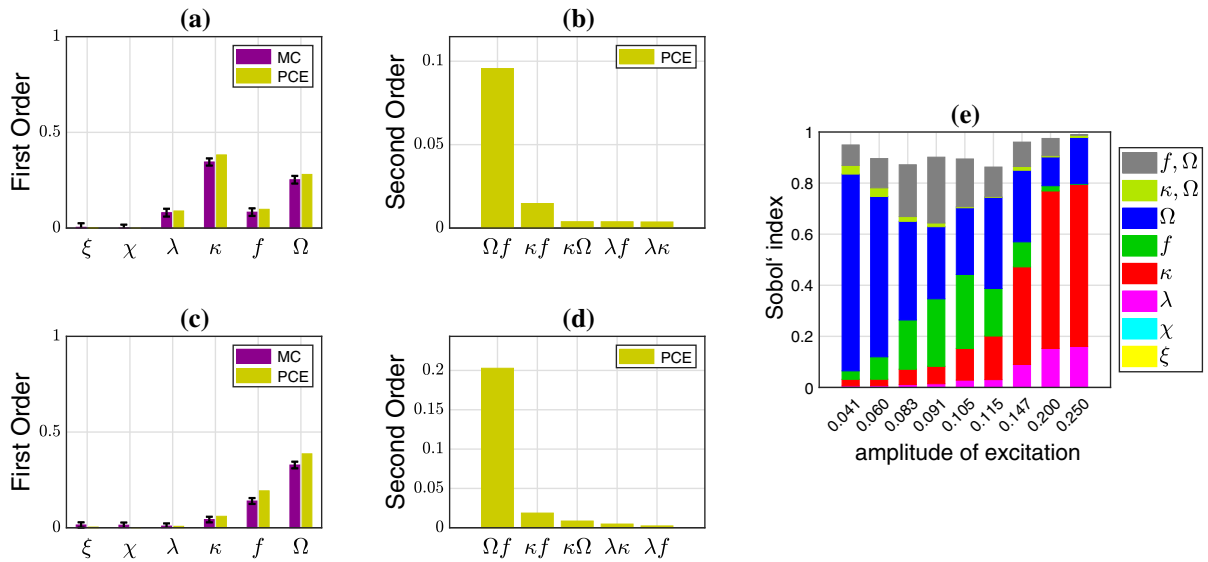 (a)
First Order
1
0.5
0
MC
PCE
ξ χ λ κ f Ω
(b)
Second Order
0.1
0.05
0
PCE
Ωf κf κΩ λf λκ
(c)
First Order
1
0.5
0
MC
PCE
ξ χ λ κ f Ω
(d)
Second Order
0.2
0.15
0.1
0.05
0
PCE
Ωf κf κΩ λκ λf
(e)
Sobol‘ index
1
0.8
0.6
0.4
0.2
0
0.041 0.060 0.083 0.091 0.105 0.115 0.147 0.200 0.250
amplitude of excitation
f, Ω
κ, Ω
Ω
f
κ
λ
χ
ξ